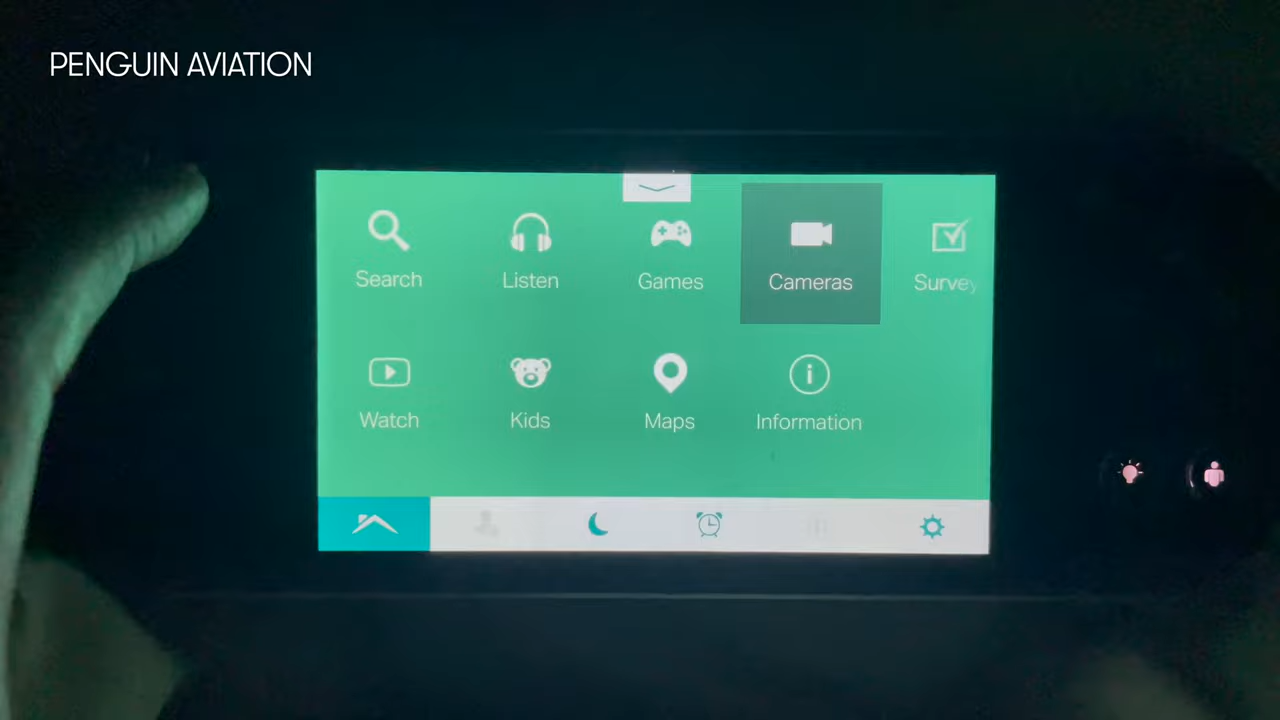 PENGUIN AVIATION
Search
Listen
Games
Cameras
Survey
Watch
Kids
Maps
Information